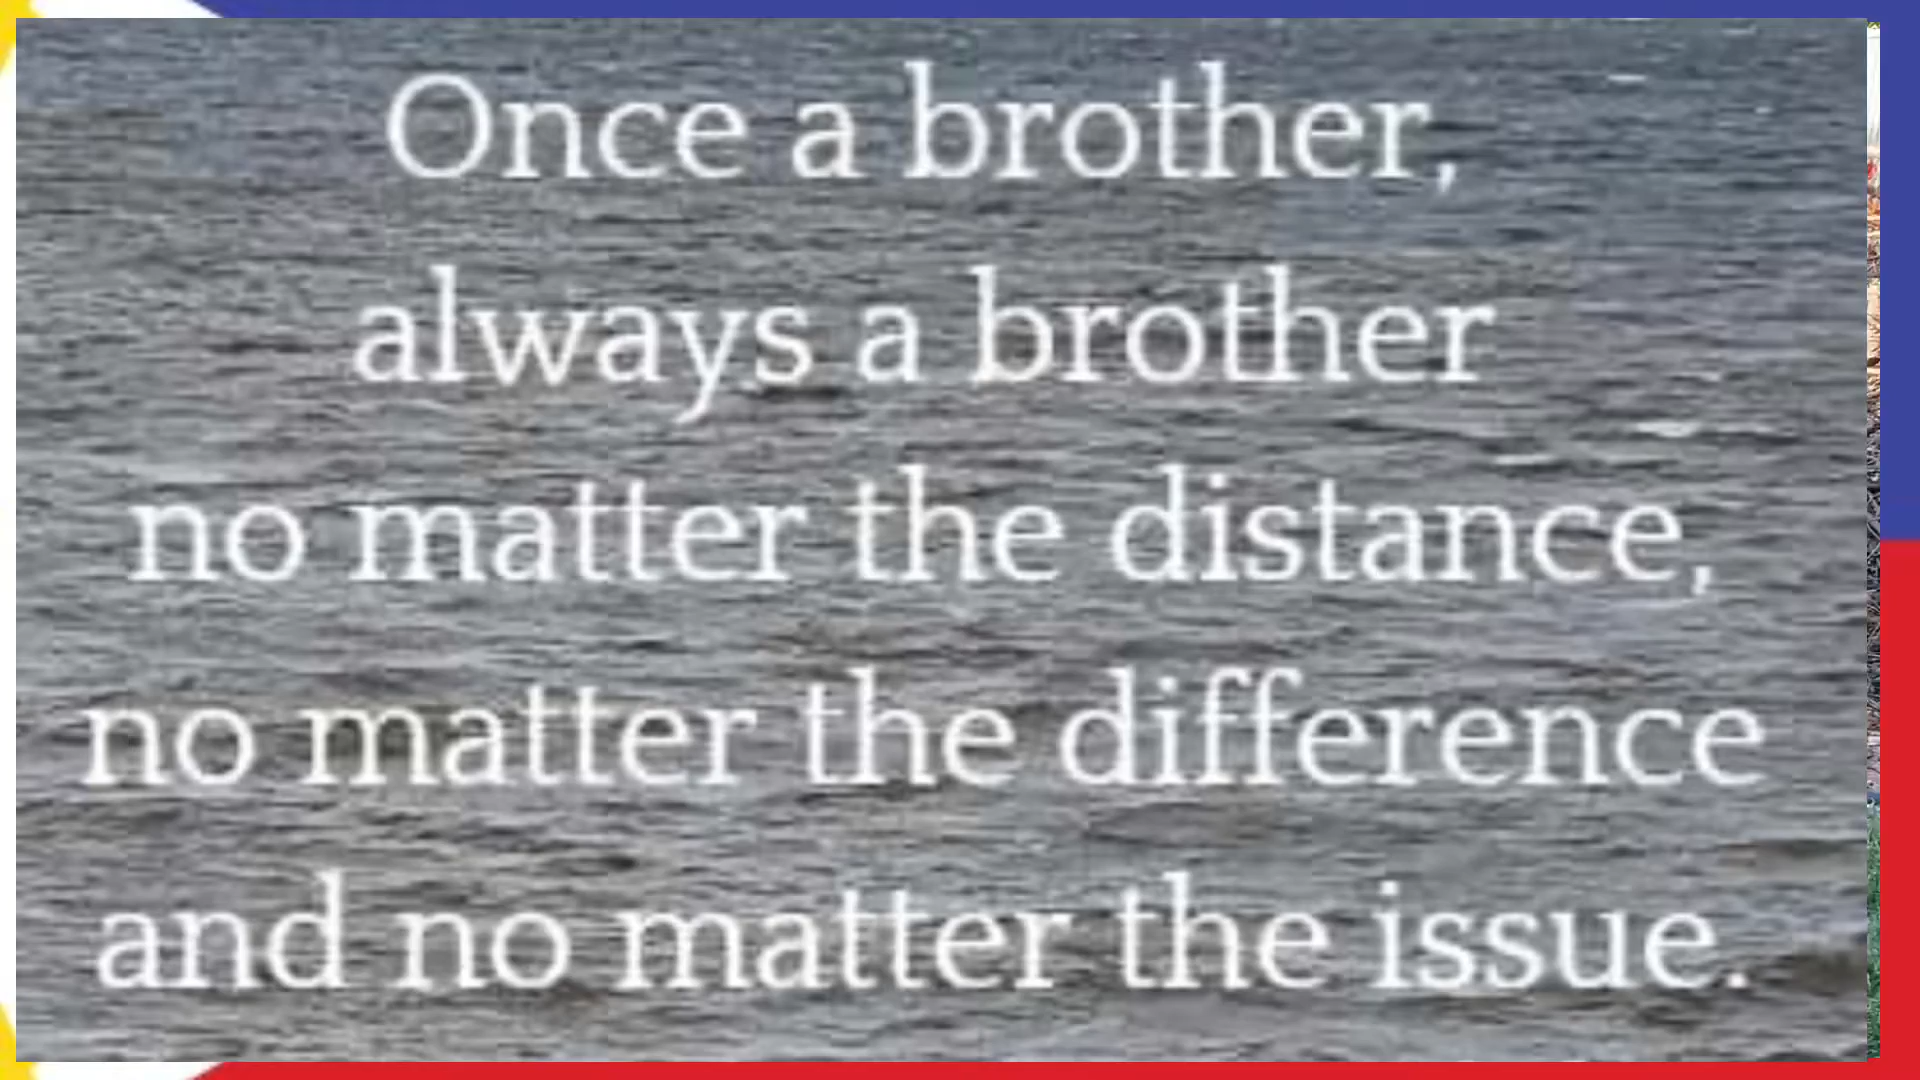 Once a brother,
always a brother
no matter the distance,
no matter the difference
and no matter the issue.